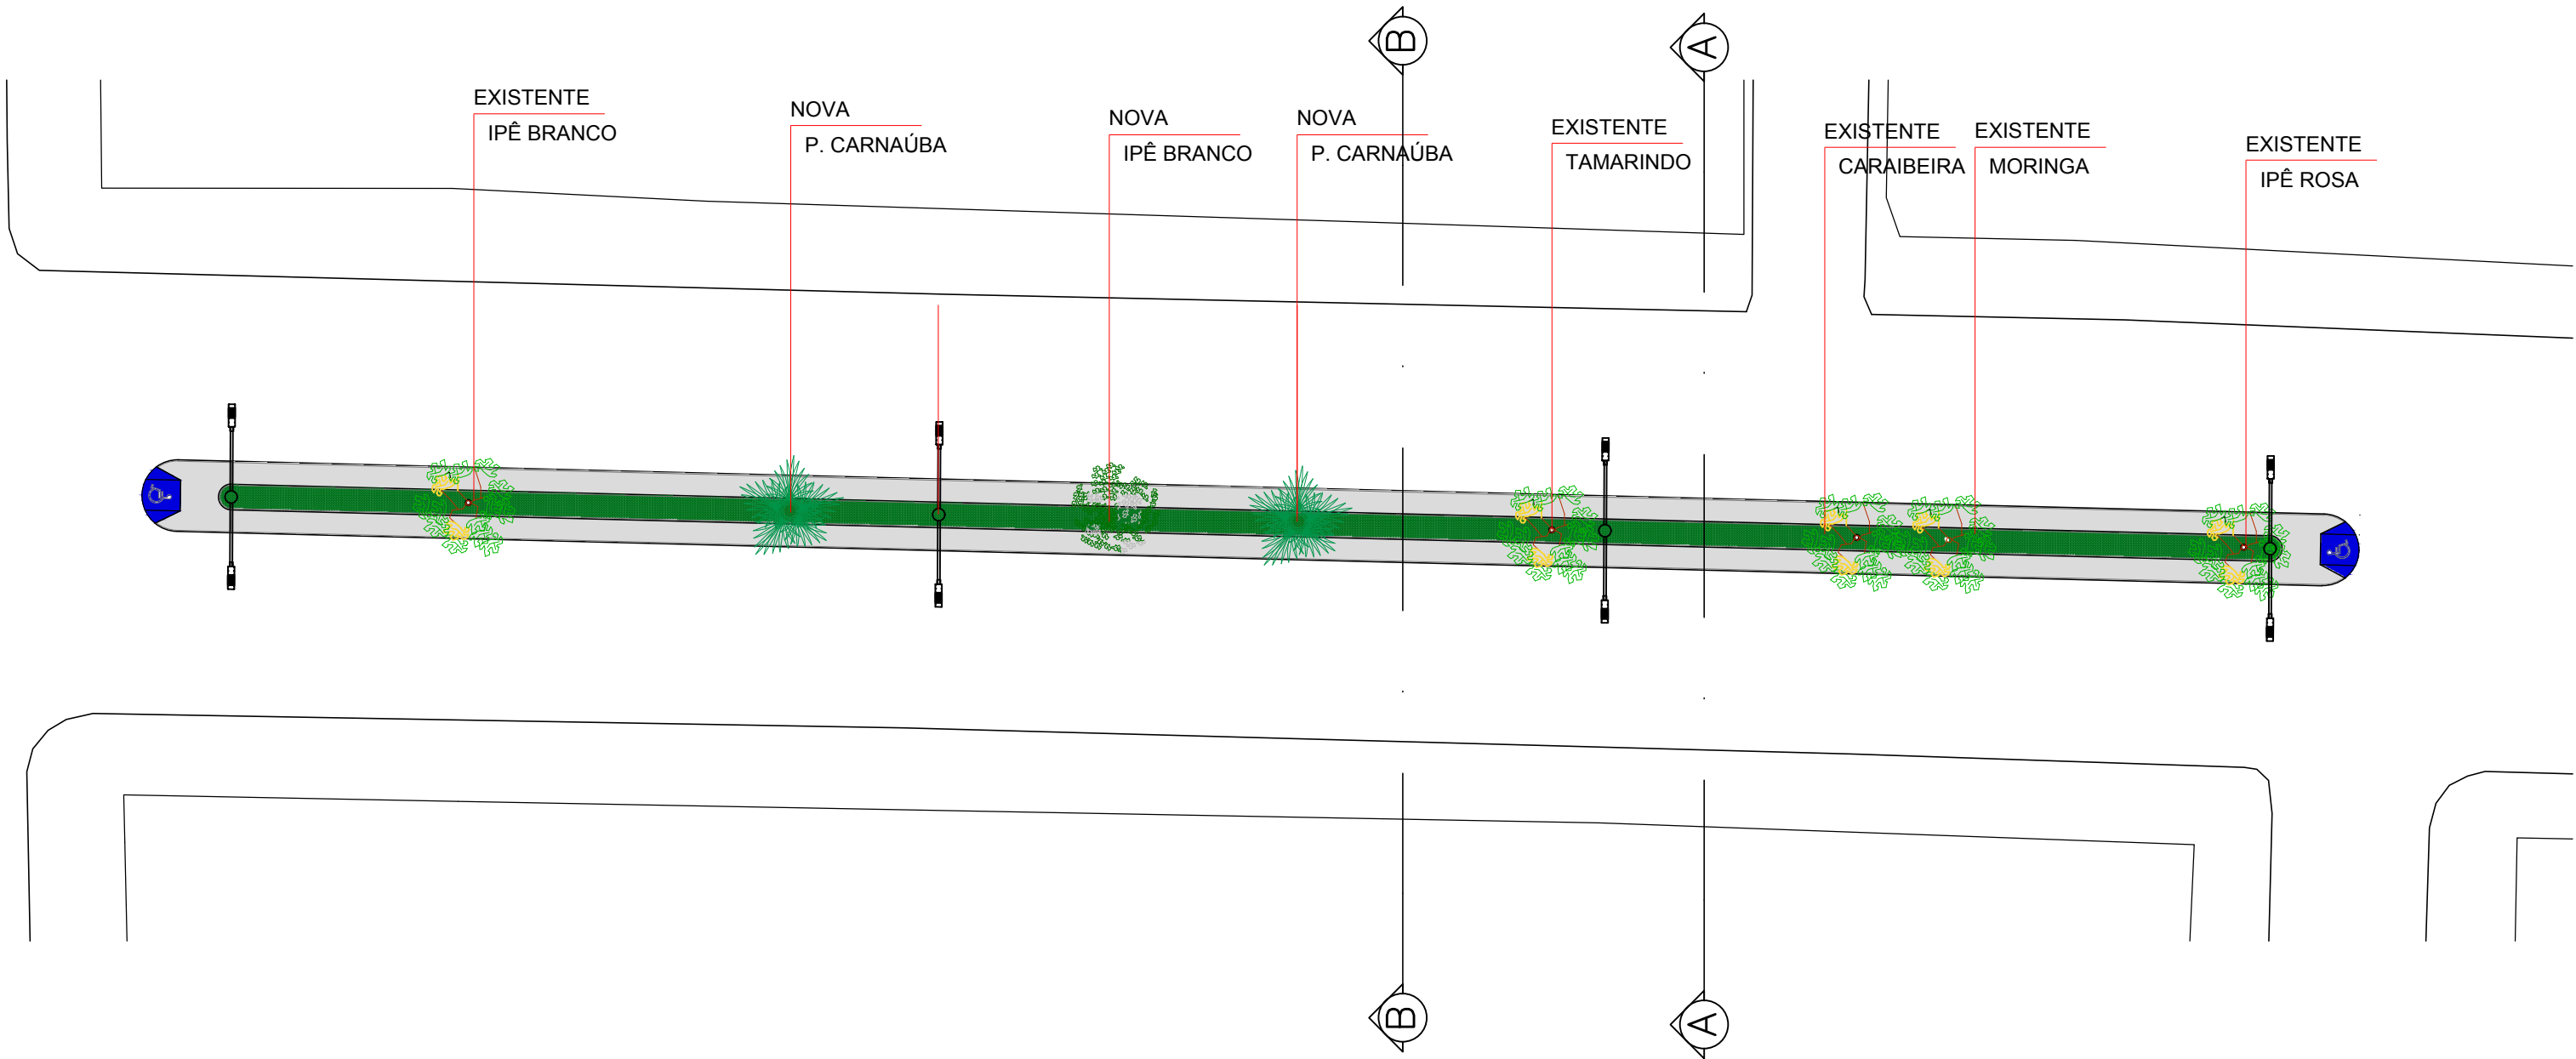 B
A
EXISTENTE
IPÊ BRANCO
NOVA
P. CARNAÚBA
NOVA
IPÊ BRANCO
NOVA
P. CARNAÚBA
EXISTENTE
TAMARINDO
EXISTENTE
CARAIBEIRA
EXISTENTE
MORINGA
EXISTENTE
IPÊ ROSA
B
A